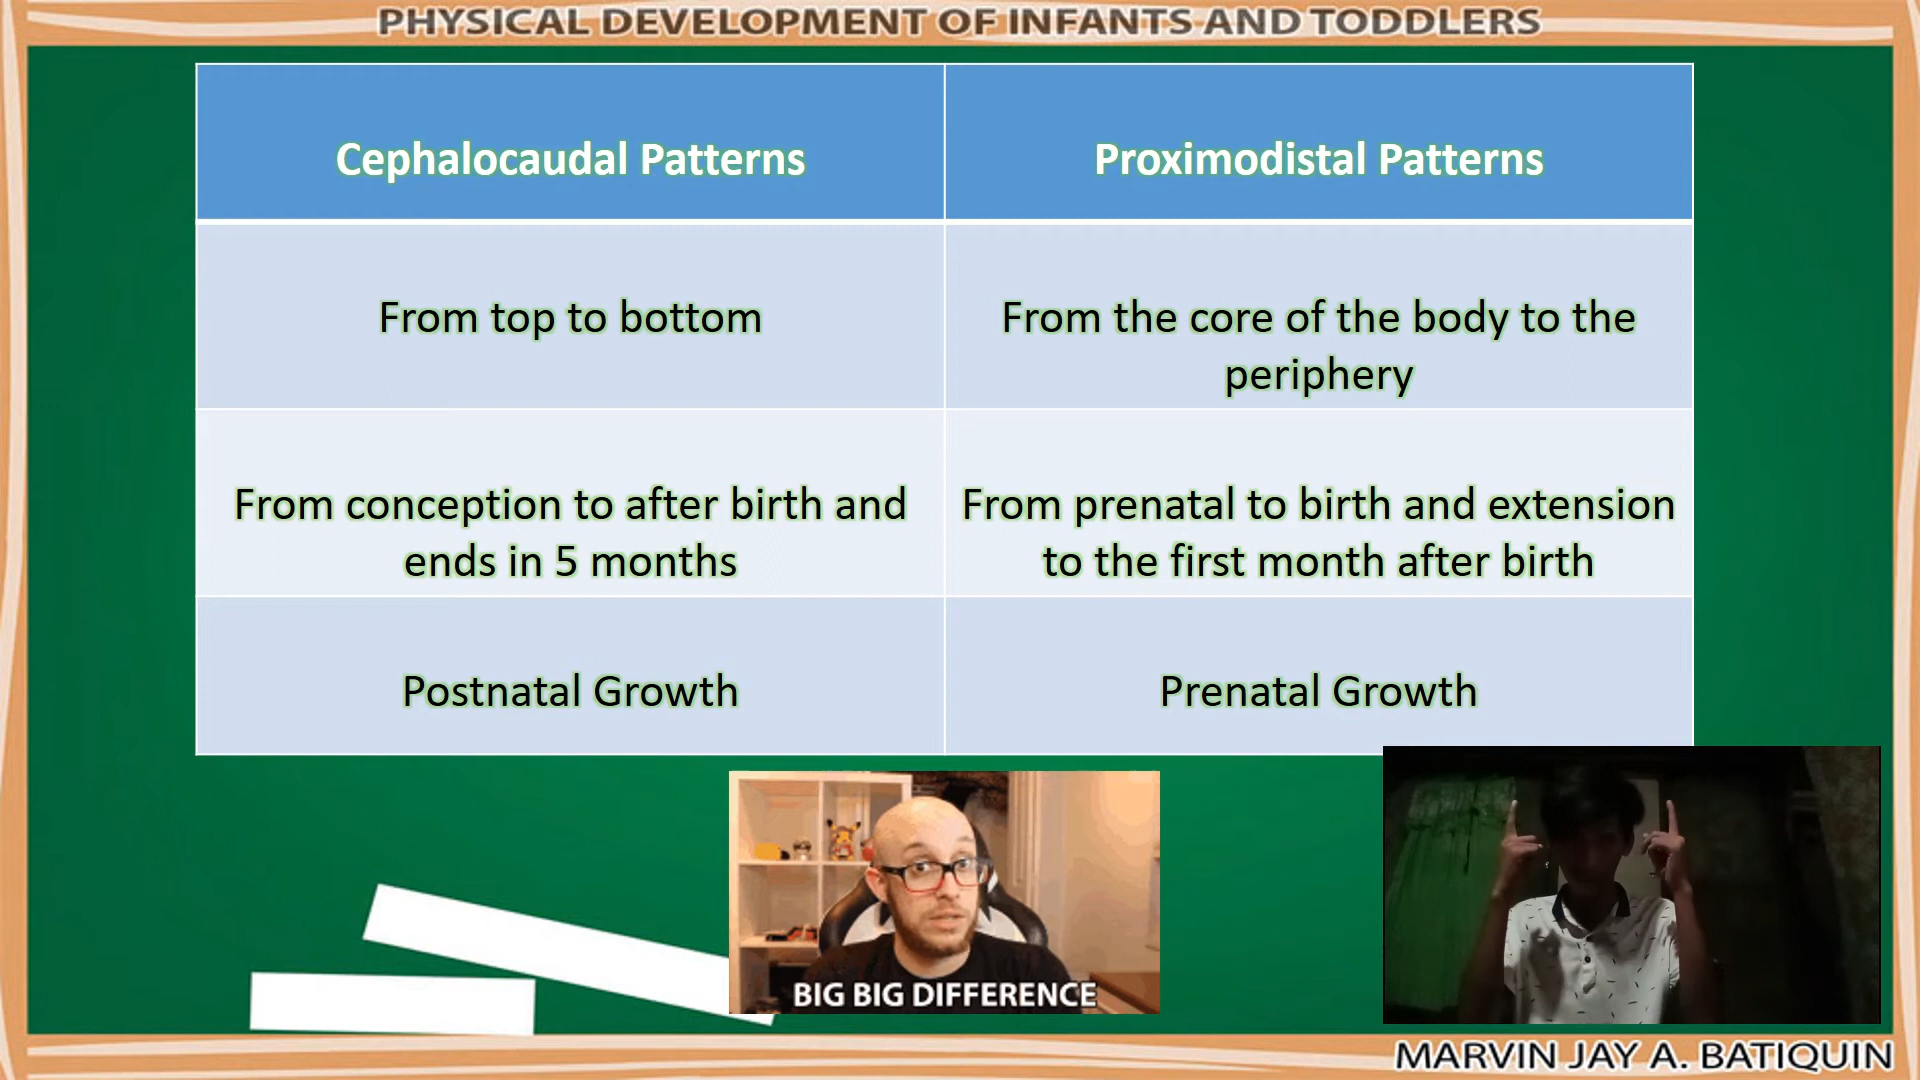 PHYSICAL DEVELOPMENT OF INFANTS AND TODDLERS
Cephalocaudal Patterns
Proximodistal Patterns
From top to bottom
From the core of the body to the
periphery
From conception to after birth and
ends in 5 months
From prenatal to birth and extension
to the first month after birth
Postnatal Growth
Prenatal Growth
BIG BIG DIFFERENCE
MARVIN JAY A. BATIQUIN